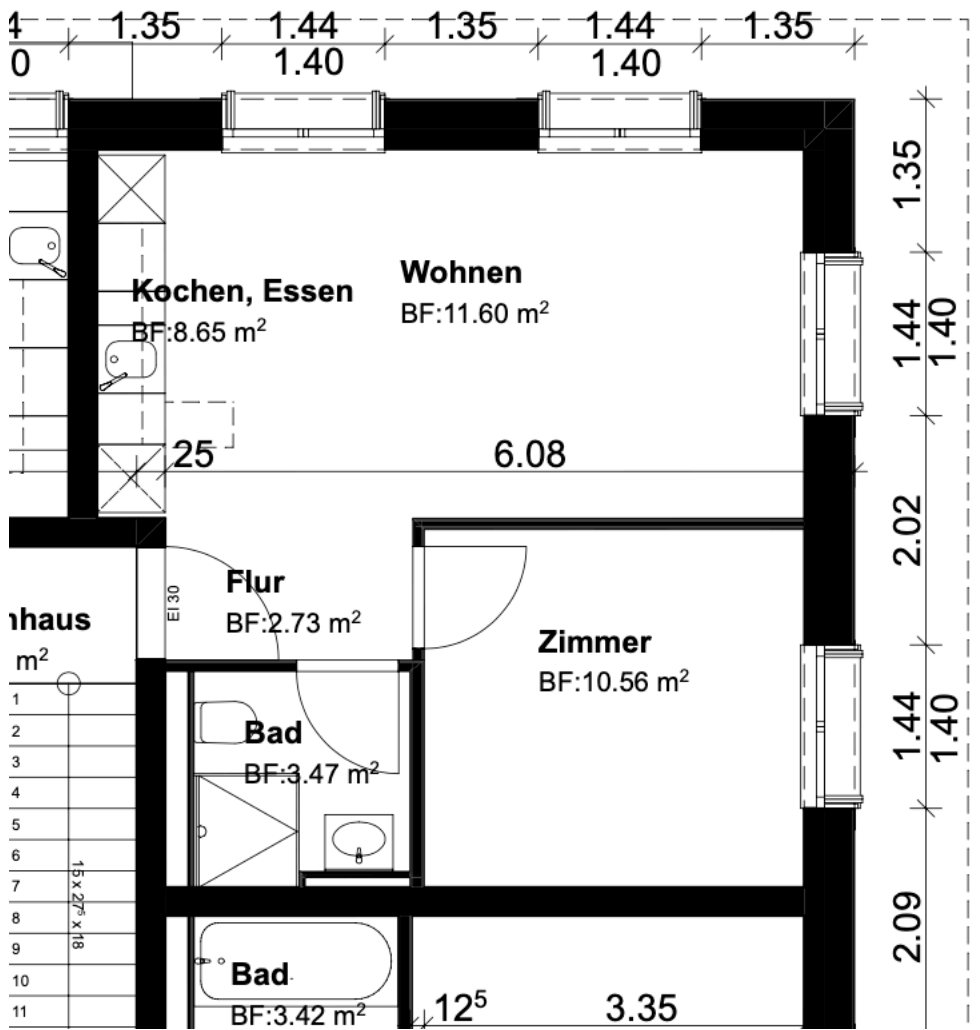 4 1.35 1.44 1.35 1.44 1.35
0 1.40 1.40
1.35
Wohnen
BF:11.60 m²
Kochen, Essen
BF:8.65 m²
1.44
1.40
25 6.08
2.02
EI 30
Flur
BF:2.73 m²
nhaus
m²
Zimmer
BF:10.56 m²
1.44
1.40
Bad
BF:3.47 m²
1
2
3
4
5
6
7
8
9
10
11
15 x 27⁵ x 18
2.09
Bad
BF:3.42 m²
12⁵ 3.35